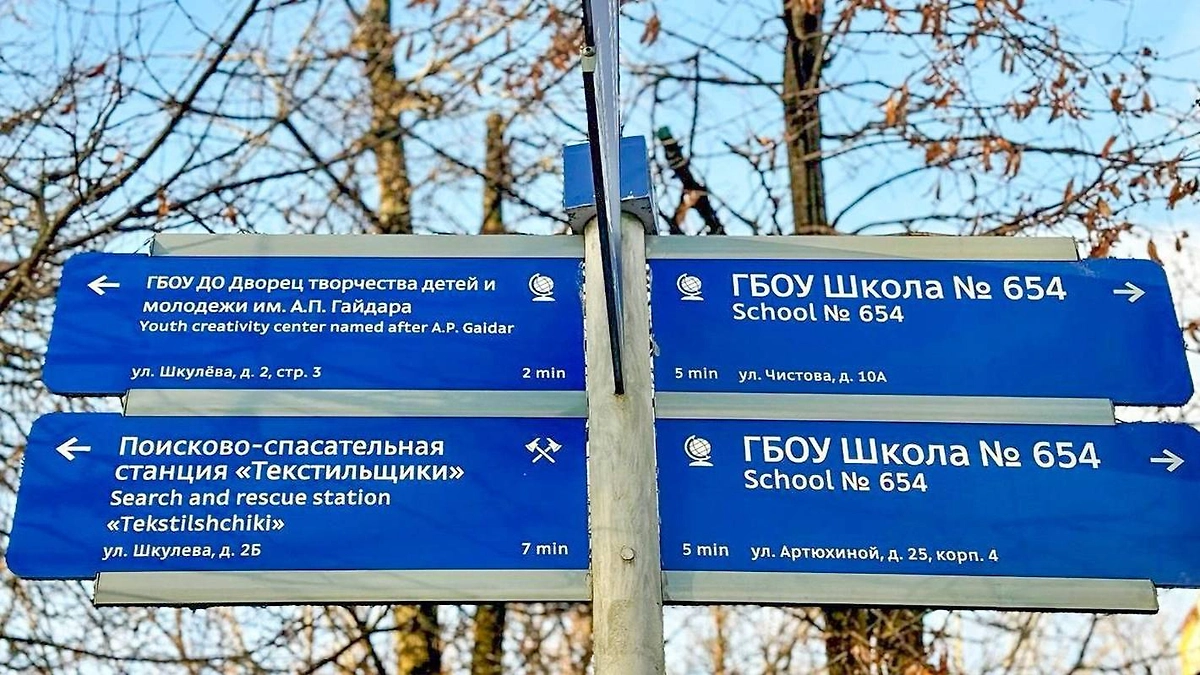 ГБОУ ДО Дворец творчества детей и
молодежи им. А.П. Гайдара
Youth creativity center named after A.P. Gaidar
ул. Шкулёва, д. 2, стр. 3
2 min
ГБОУ Школа № 654
School № 654
5 min
ул. Чистова, д. 10А
Поисково-спасательная
станция «Текстильщики»
Search and rescue station
«Tekstilshchiki»
ул. Шкулева, д. 2Б
7 min
ГБОУ Школа № 654
School № 654
5 min
ул. Артюхиной, д. 25, корп. 4